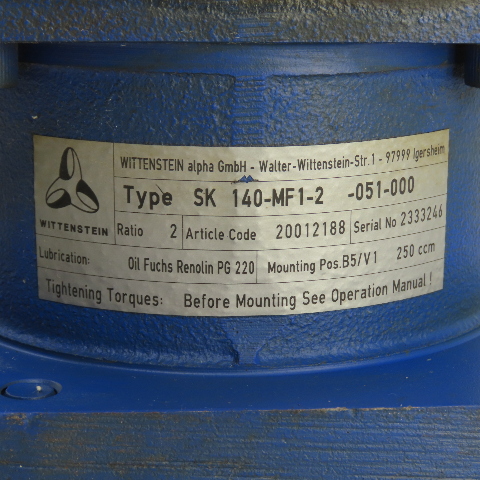 WITTENSTEIN alpha GmbH - Walter-Wittenstein-Str.1 - 97999 Igersheim
WITTENSTEIN
Type SK 140-MF1-2 -051-000
Ratio 2 Article Code 20012188 Serial No 2333246
Lubrication: Oil Fuchs Renolin PG 220 Mounting Pos.B5/V1 250 ccm
Tightening Torques: Before Mounting See Operation Manual !